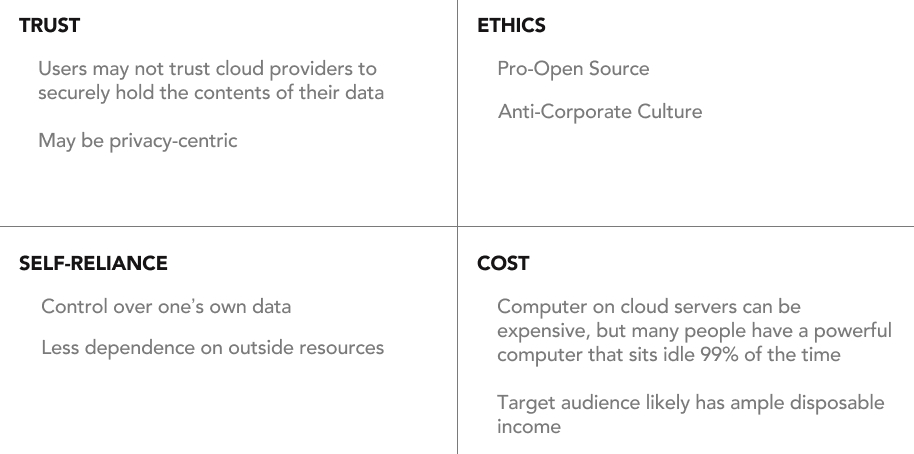 TRUST
Users may not trust cloud providers to
securely hold the contents of their data
May be privacy-centric
ETHICS
Pro-Open Source
Anti-Corporate Culture
SELF-RELIANCE
Control over one's own data
Less dependence on outside resources
COST
Computer on cloud servers can be
expensive, but many people have a powerful
computer that sits idle 99% of the time
Target audience likely has ample disposable
income